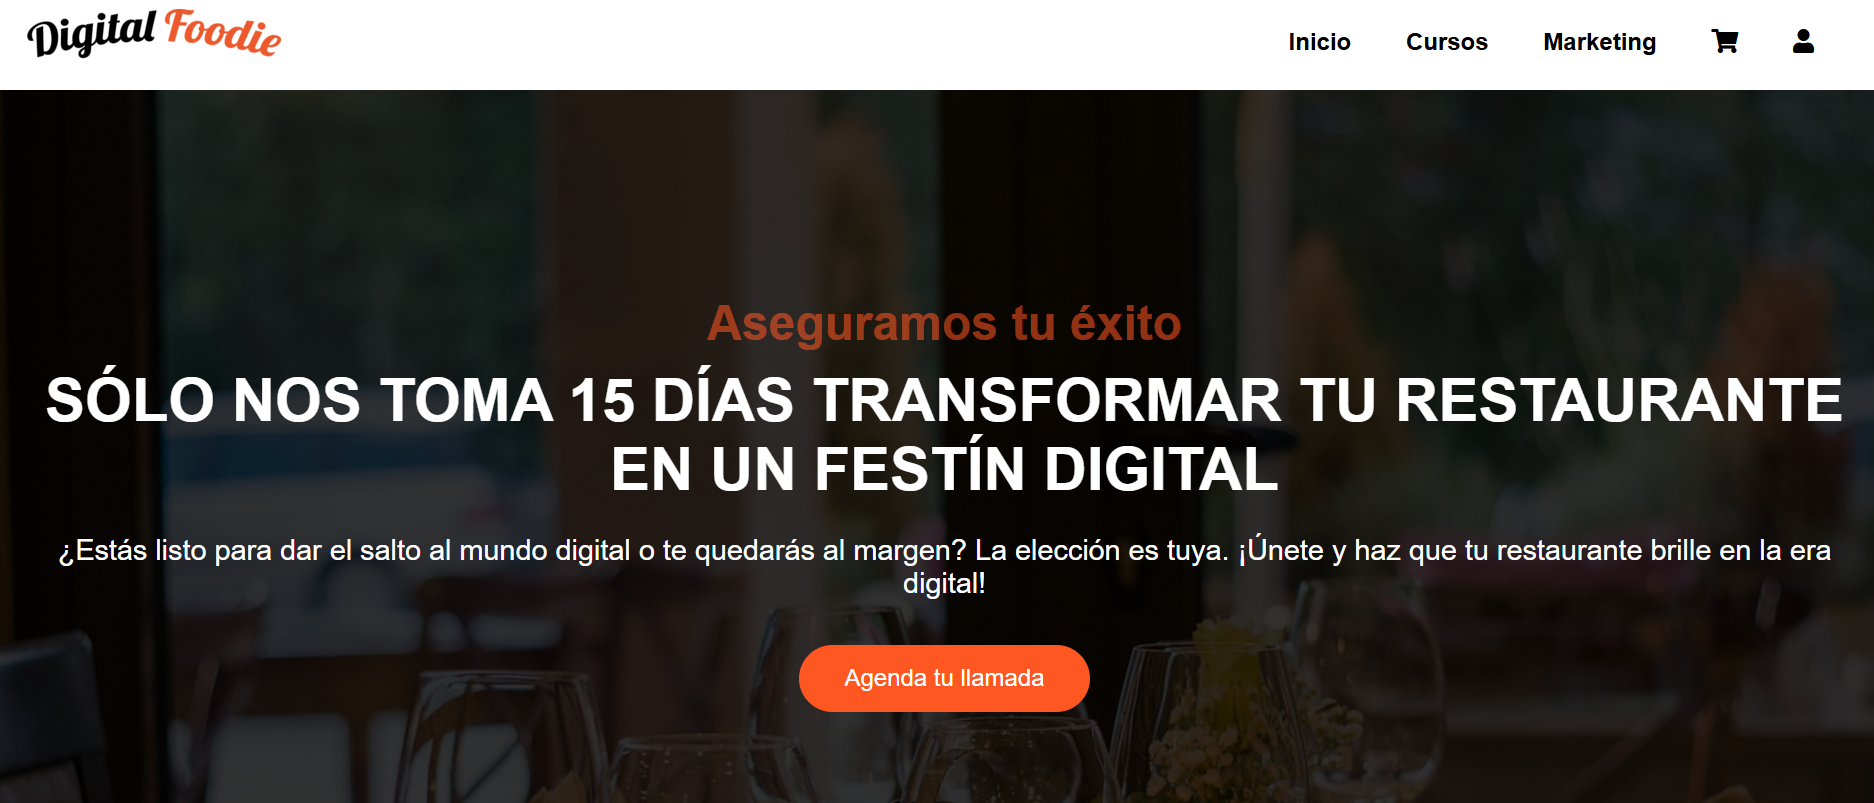 Digital Foodie
Inicio Cursos Marketing
Aseguramos tu éxito
SÓLO NOS TOMA 15 DÍAS TRANSFORMAR TU RESTAURANTE
EN UN FESTÍN DIGITAL
¿Estás listo para dar el salto al mundo digital o te quedarás al margen? La elección es tuya. ¡Únete y haz que tu restaurante brille en la era
digital!
Agenda tu llamada